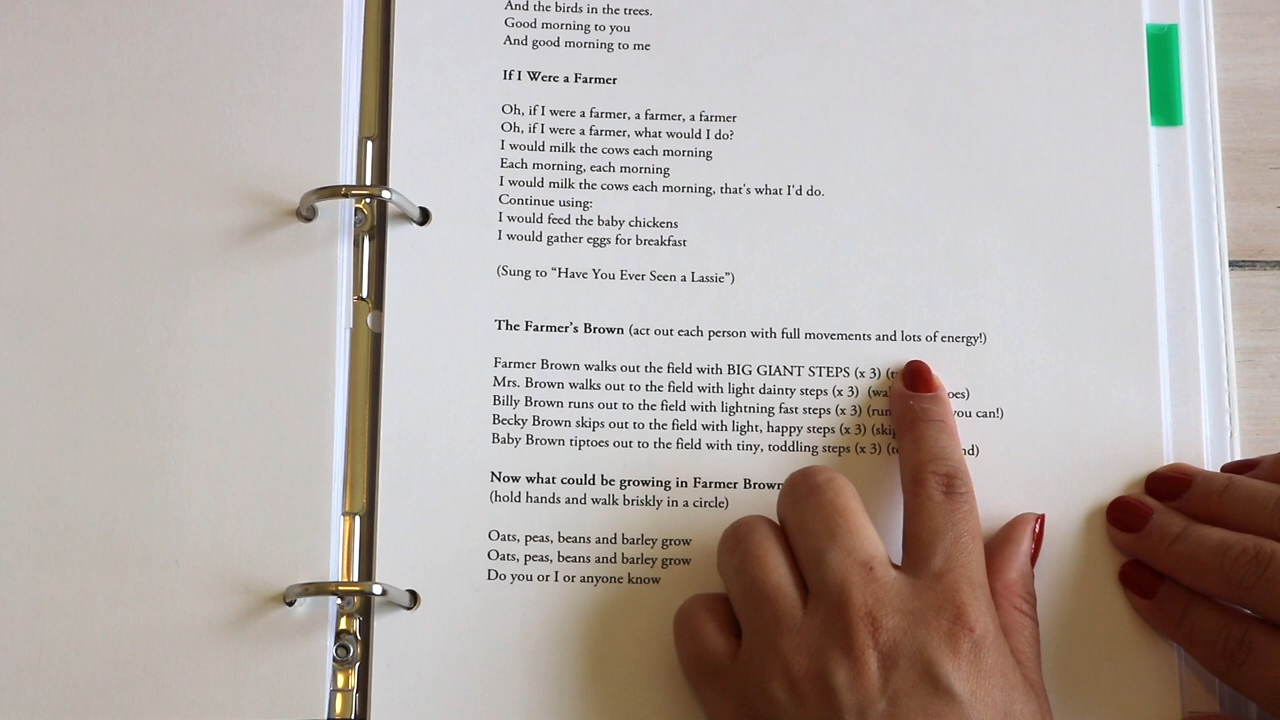 And the birds in the trees.
Good morning to you
And good morning to me
If I Were a Farmer
Oh, if I were a farmer, a farmer, a farmer
Oh, if I were a farmer, what would I do?
I would milk the cows each morning
Each morning, each morning
I would milk the cows each morning, that's what I'd do.
Continue using:
I would feed the baby chickens
I would gather eggs for breakfast
(Sung to “Have You Ever Seen a Lassie”)
The Farmer's Brown (act out each person with full movements and lots of energy!)
Farmer Brown walks out the field with BIG GIANT STEPS (x 3)
Mrs. Brown walks out to the field with light dainty steps (x 3)
Billy Brown runs out to the field with lightning fast steps (x 3) you can!)
Becky Brown skips out to the field with light, happy steps (x 3)
Baby Brown tiptoes out to the field with tiny, toddling steps (x 3)
Now what could be growing in Farmer Brown
(hold hands and walk briskly in a circle)
Oats, peas, beans and barley grow
Oats, peas, beans and barley grow
Do you or I or anyone know